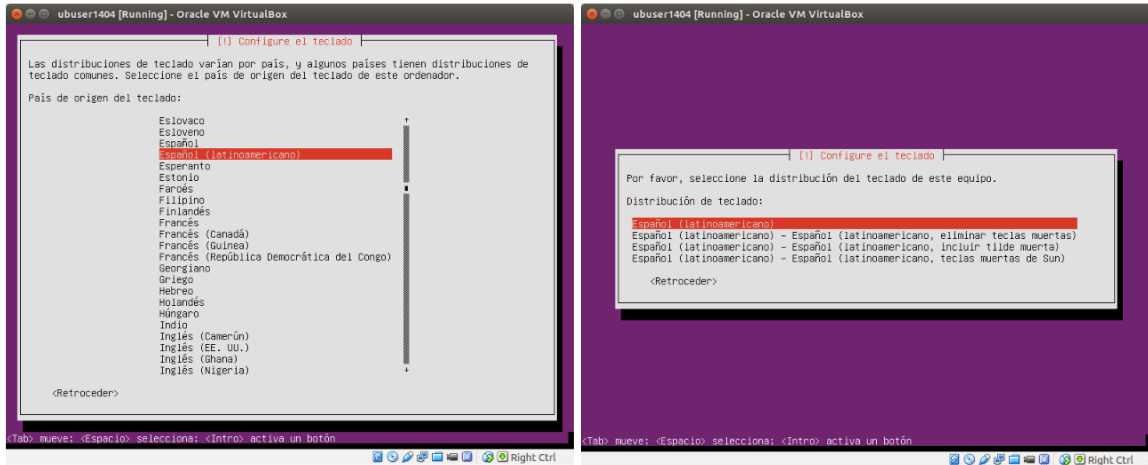 ubuser1404 [Running] - Oracle VM VirtualBox
[!] Configure el teclado
Las distribuciones de teclado varían por país, y algunos países tienen distribuciones de
teclado comunes. Seleccione el país de origen del teclado de este ordenador.
País de origen del teclado:
Eslovaco
Esloveno
Español
Español (latinoamericano)
Esperanto
Estonio
Faroés
Filipino
Finlandés
Francés
Francés (Canadá)
Francés (Guinea)
Francés (República Democrática del Congo)
Georgiano
Griego
Hebreo
Holandés
Húngaro
Indio
Inglés (Camerún)
Inglés (EE. UU.)
Inglés (Ghana)
Inglés (Nigeria)
<Retroceder>
<Tab> mueve; <Espacio> selecciona; <Intro> activa un botón
Right Ctrl
ubuser1404 [Running] - Oracle VM VirtualBox
[!] Configure el teclado
Por favor, seleccione la distribución del teclado de este equipo.
Distribución de teclado:
Español (latinoamericano)
Español (latinoamericano) - Español (latinoamericano, eliminar teclas muertas)
Español (latinoamericano) - Español (latinoamericano, incluir tilde muerta)
Español (latinoamericano) - Español (latinoamericano, teclas muertas de Sun)
<Retroceder>
<Tab> mueve; <Espacio> selecciona; <Intro> activa un botón
Right Ctrl